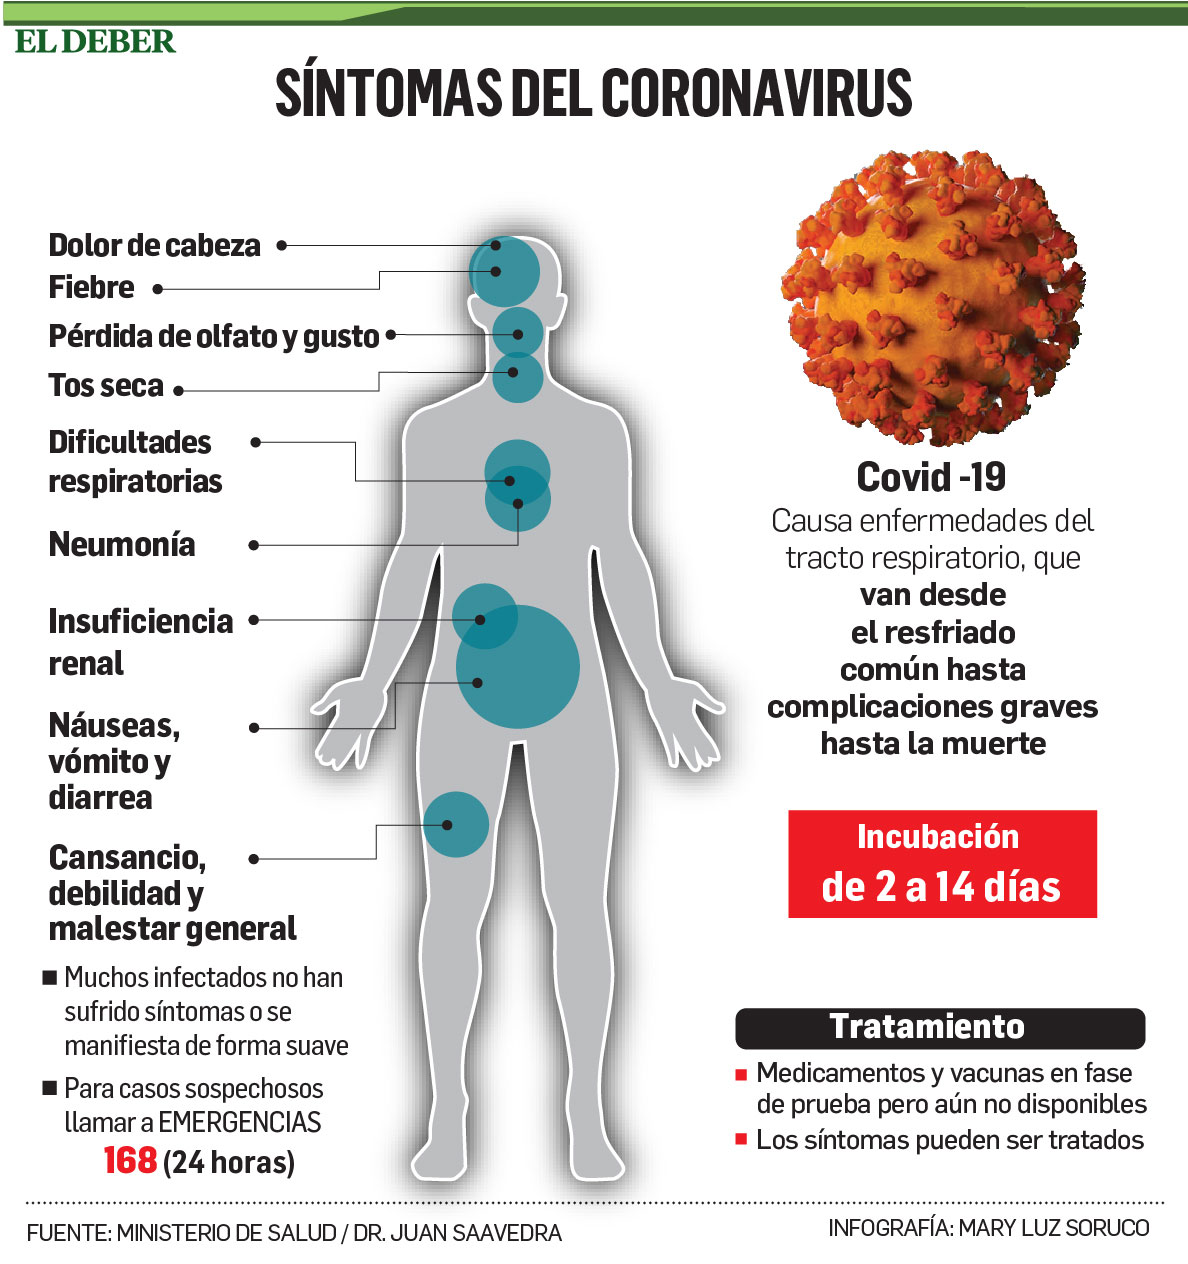 EL DEBER
SÍNTOMAS DEL CORONAVIRUS
Dolor de cabeza
Fiebre
Pérdida de olfato y gusto
Tos seca
Dificultades
respiratorias
Neumonía
Insuficiencia
renal
Náuseas,
vómito y
diarrea
Cansancio,
debilidad y
malestar general
■ Muchos infectados no han
sufrido síntomas o se
manifiesta de forma suave
■ Para casos sospechosos
llamar a EMERGENCIAS
168 (24 horas)
Covid -19
Causa enfermedades del
tracto respiratorio, que
van desde
el resfriado
común hasta
complicaciones graves
hasta la muerte
Incubación
de 2 a 14 días
Tratamiento
■ Medicamentos y vacunas en fase
de prueba pero aún no disponibles
■ Los síntomas pueden ser tratados
FUENTE: MINISTERIO DE SALUD / DR. JUAN SAAVEDRA
INFOGRAFÍA: MARY LUZ SORUCO